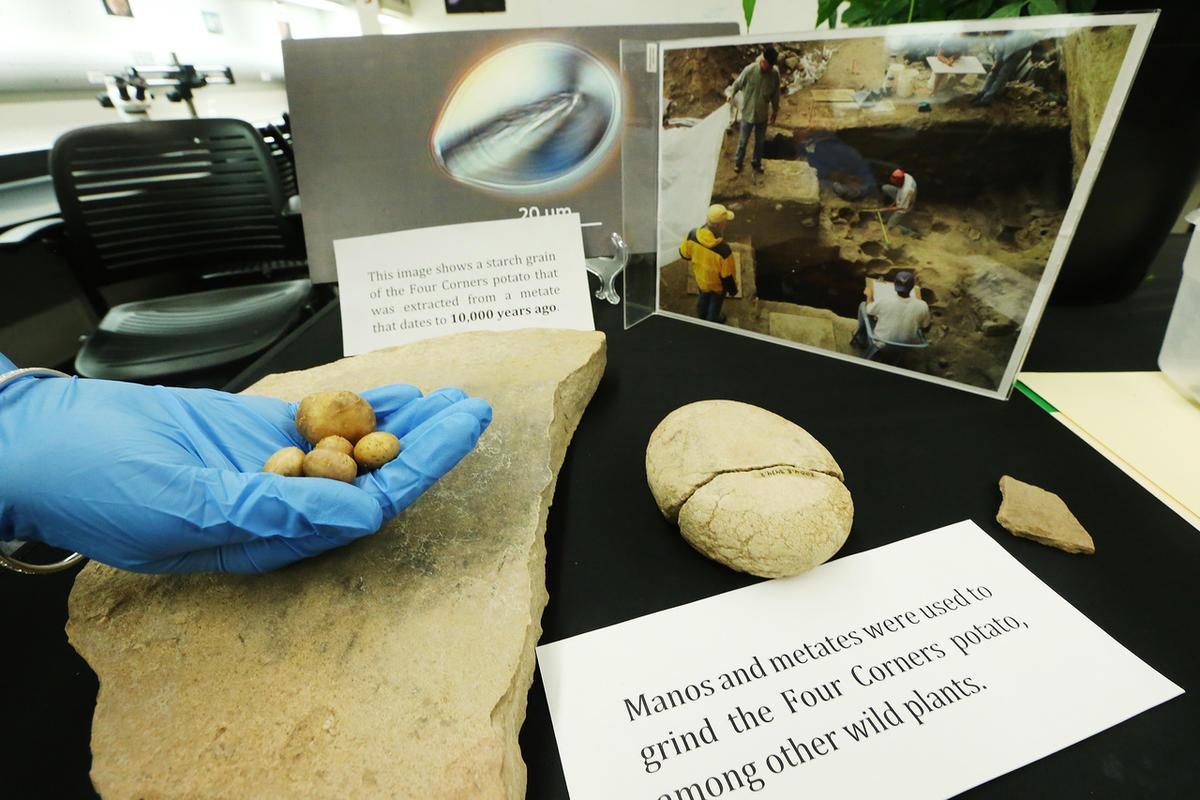 20 µm
This image shows a starch grain
of the Four Corners potato that
was extracted from a metate
that dates to 10,000 years ago.
Manos and metates were used to
grind the Four Corners potato,
among other wild plants.